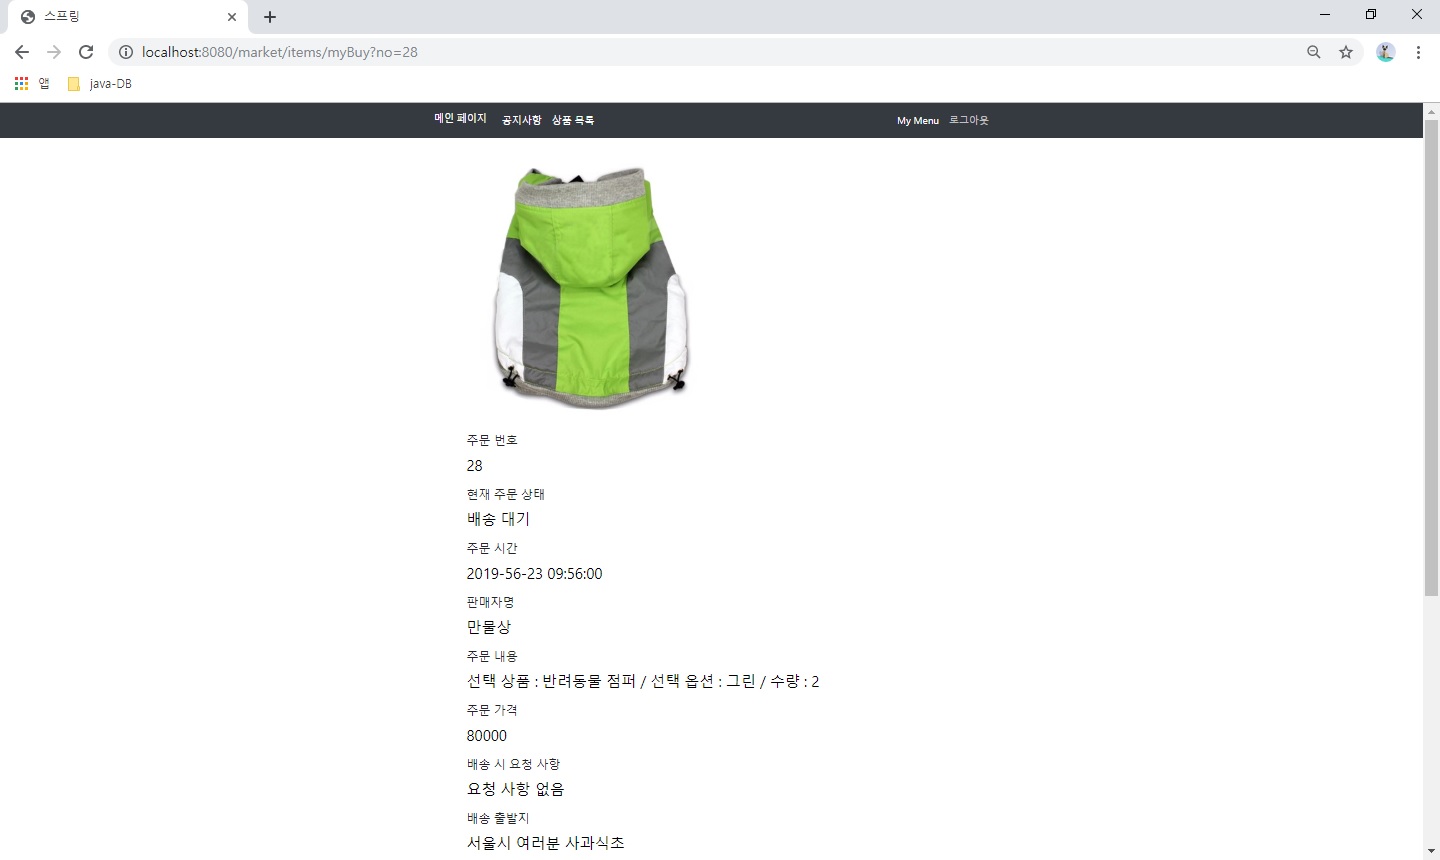 스프링
localhost:8080/market/items/myBuy?no=28
앱 java-DB
메인 페이지 공지사항 상품 목록 My Menu 로그아웃
주문 번호
28
현재 주문 상태
배송 대기
주문 시간
2019-56-23 09:56:00
판매자명
만물상
주문 내용
선택 상품 : 반려동물 점퍼 / 선택 옵션 : 그린 / 수량 : 2
주문 가격
80000
배송 시 요청 사항
요청 사항 없음
배송 출발지
서울시 여러분 사과식초